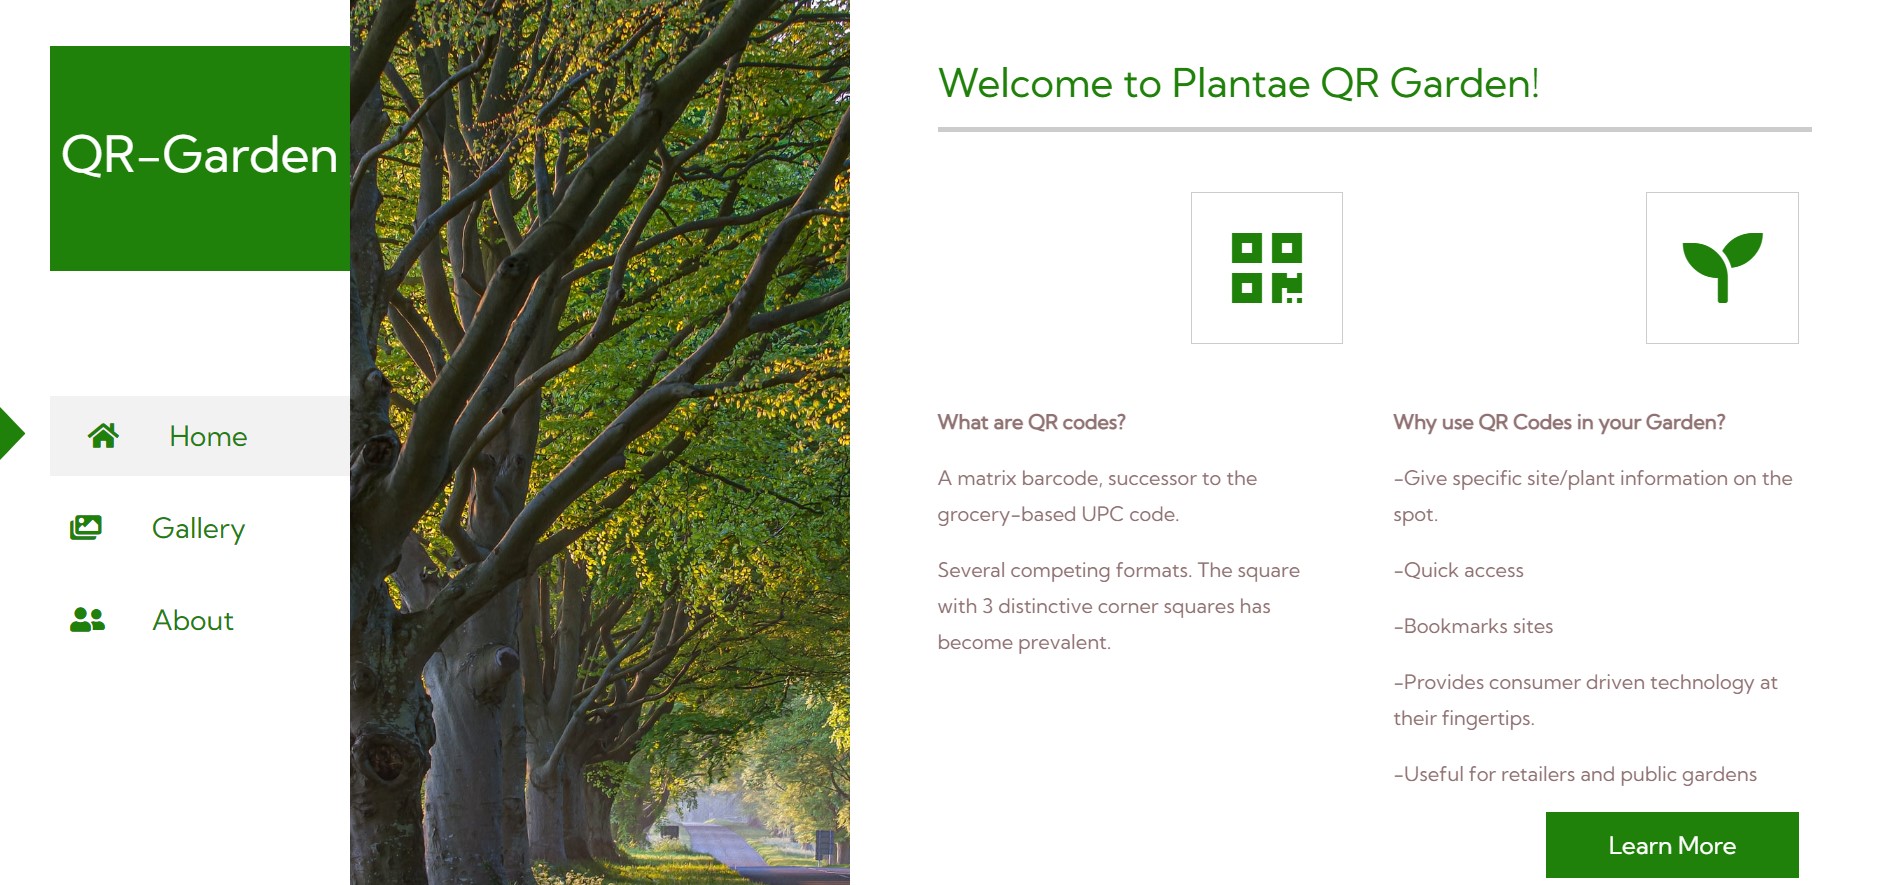 QR-Garden
Home
Gallery
About
Welcome to Plantae QR Garden!
What are QR codes?
A matrix barcode, successor to the
grocery-based UPC code.
Several competing formats. The square
with 3 distinctive corner squares has
become prevalent.
Why use QR Codes in your Garden?
-Give specific site/plant information on the
spot.
-Quick access
-Bookmarks sites
-Provides consumer driven technology at
their fingertips.
-Useful for retailers and public gardens
Learn More